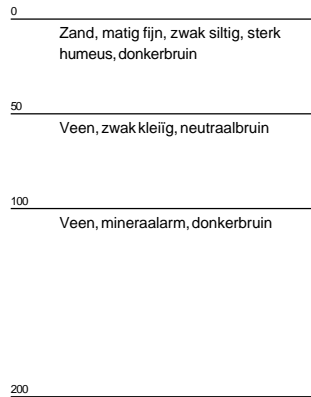 0
Zand, matig fijn, zwak siltig, sterk
humeus, donkerbruin
50
Veen, zwak kleiïg, neutraalbruin
100
Veen, mineraalarm, donkerbruin
200